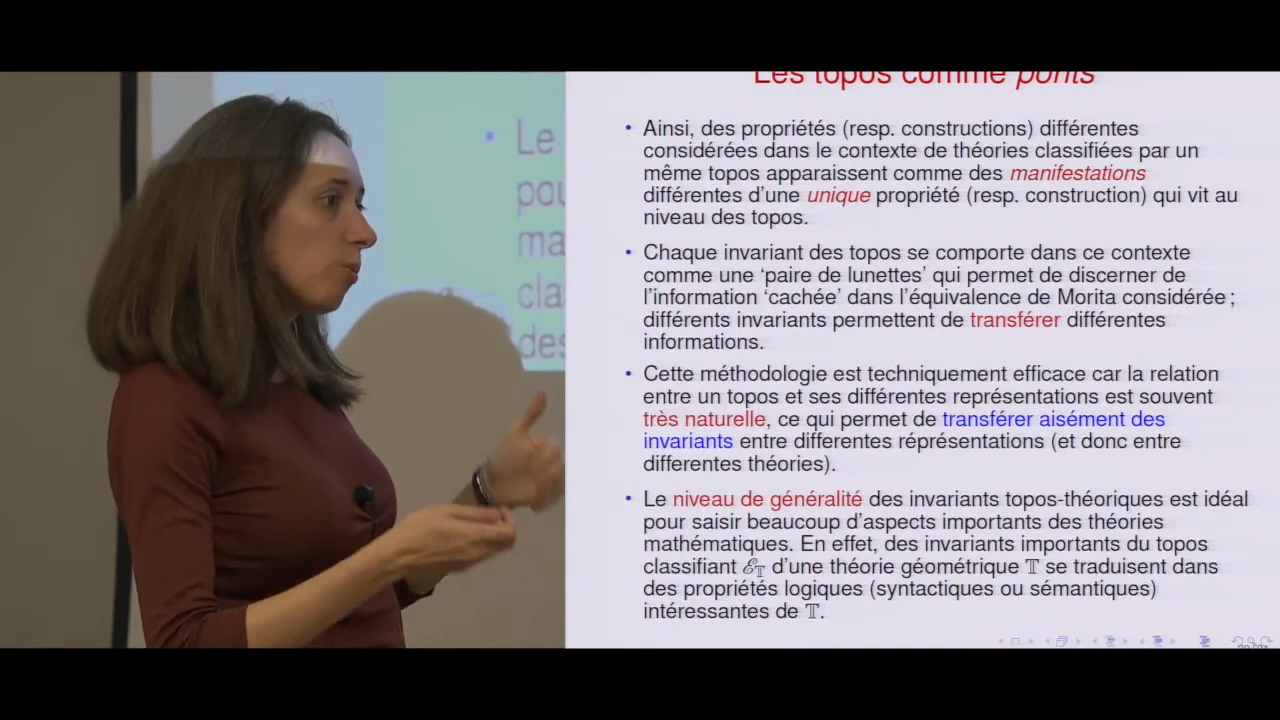 Les topos comme ponts
• Ainsi, des propriétés (resp. constructions) différentes
considérées dans le contexte de théories classifiées par un
même topos apparaissent comme des manifestations
différentes d'une unique propriété (resp. construction) qui vit au
niveau des topos.
• Chaque invariant des topos se comporte dans ce contexte
comme une ‘paire de lunettes’ qui permet de discerner de
l'information ‘cachée’ dans l'équivalence de Morita considérée ;
différents invariants permettent de transférer différentes
informations.
• Cette méthodologie est techniquement efficace car la relation
entre un topos et ses différentes représentations est souvent
très naturelle, ce qui permet de transférer aisément des
invariants entre differentes réprésentations (et donc entre
differentes théories).
• Le niveau de généralité des invariants topos-théoriques est idéal
pour saisir beaucoup d'aspects importants des théories
mathématiques. En effet, des invariants importants du topos
classifiant ℰ_𝕋 d'une théorie géométrique 𝕋 se traduisent dans
des propriétés logiques (syntactiques ou sémantiques)
intéressantes de 𝕋.
• Le
pou
ma
cla
des